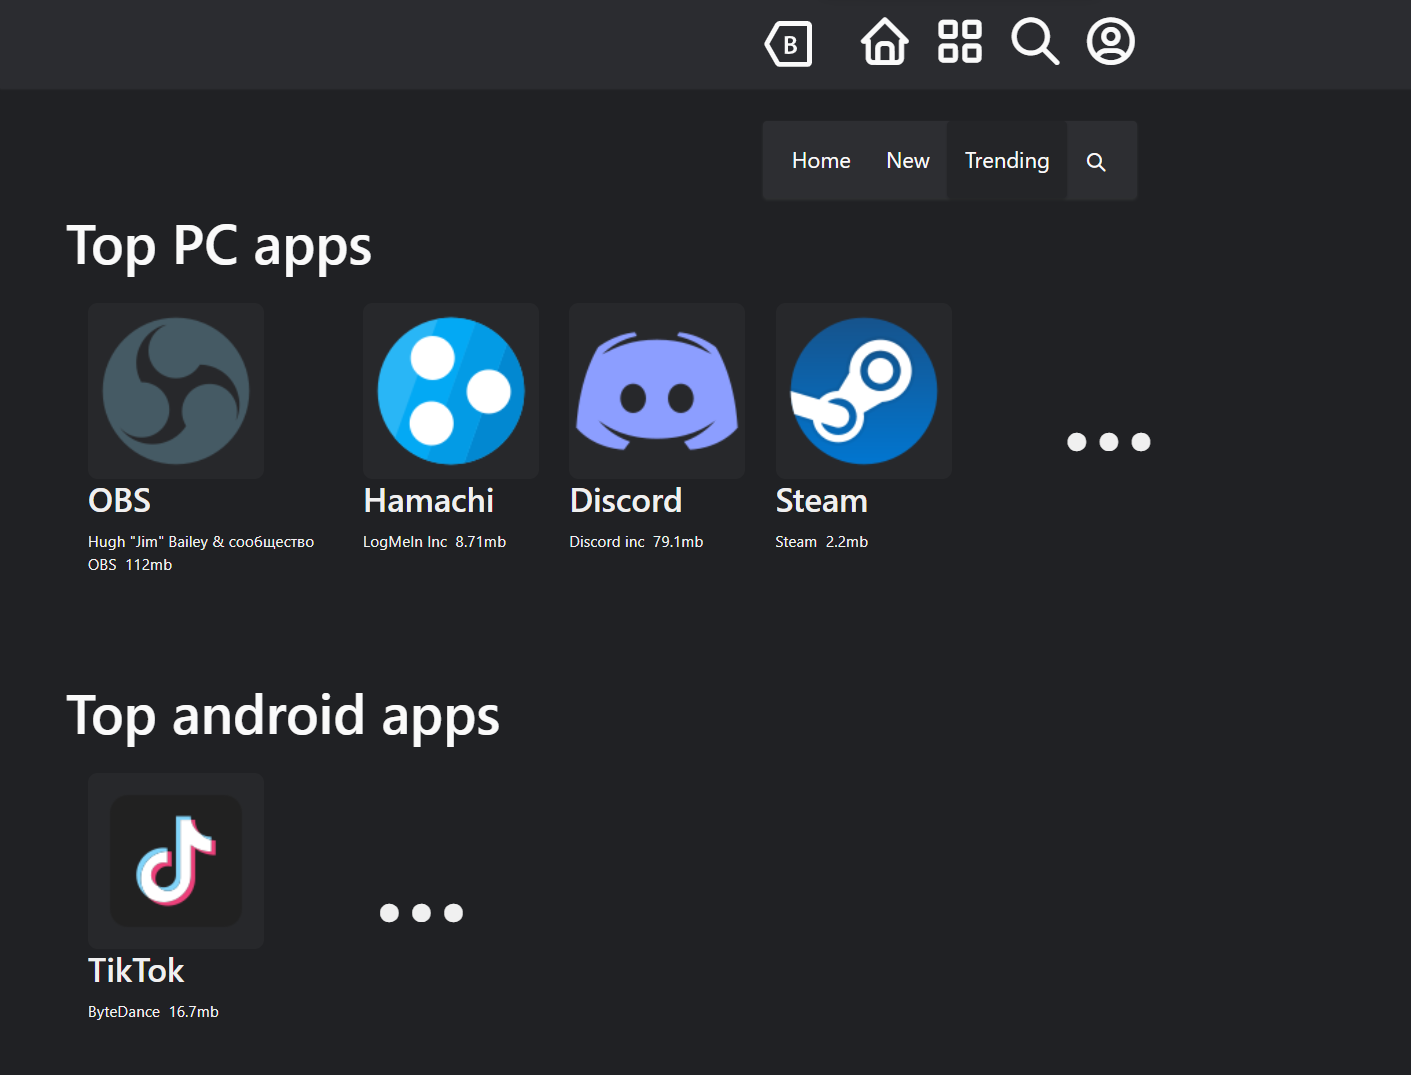 B
Home New Trending
Top PC apps
OBS
Hugh "Jim" Bailey & сообщество
OBS 112mb
Hamachi
LogMeIn Inc 8.71mb
Discord
Discord inc 79.1mb
Steam
Steam 2.2mb
Top android apps
TikTok
ByteDance 16.7mb